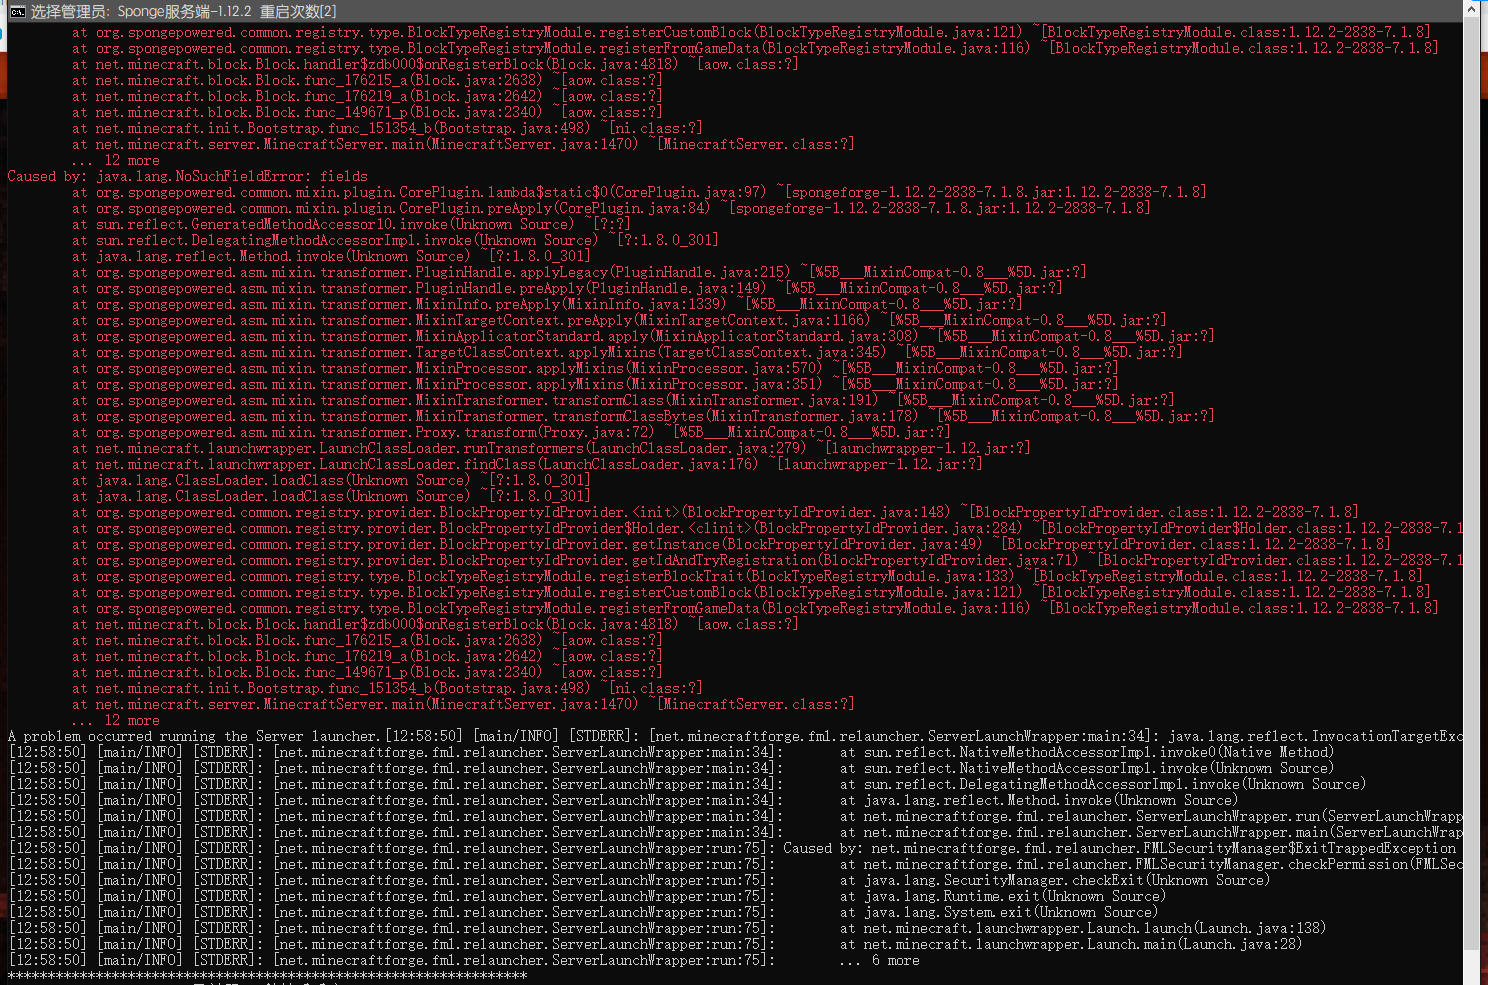 选择管理员: Sponge服务端-1.12.2 重启次数[2]
at org.spongepowered.common.registry.type.BlockTypeRegistryModule.registerCustomBlock(BlockTypeRegistryModule.java:121) ~[BlockTypeRegistryModule.class:1.12.2-2838-7.1.8]
at org.spongepowered.common.registry.type.BlockTypeRegistryModule.registerFromGameData(BlockTypeRegistryModule.java:116) ~[BlockTypeRegistryModule.class:1.12.2-2838-7.1.8]
at net.minecraft.block.Block.handler$zdb000$onRegisterBlock(Block.java:4818) ~[aow.class:?]
at net.minecraft.block.Block.func_176215_a(Block.java:2638) ~[aow.class:?]
at net.minecraft.block.Block.func_176219_a(Block.java:2642) ~[aow.class:?]
at net.minecraft.block.Block.func_149671_p(Block.java:2340) ~[aow.class:?]
at net.minecraft.init.Bootstrap.func_151354_b(Bootstrap.java:498) ~[ni.class:?]
at net.minecraft.server.MinecraftServer.main(MinecraftServer.java:1470) ~[MinecraftServer.class:?]
... 12 more
Caused by: java.lang.NoSuchFieldError: fields
at org.spongepowered.common.mixin.plugin.CorePlugin.lambda$static$0(CorePlugin.java:97) ~[spongeforge-1.12.2-2838-7.1.8.jar:1.12.2-2838-7.1.8]
at org.spongepowered.common.mixin.plugin.CorePlugin.preApply(CorePlugin.java:84) ~[spongeforge-1.12.2-2838-7.1.8.jar:1.12.2-2838-7.1.8]
at sun.reflect.GeneratedMethodAccessor10.invoke(Unknown Source) ~[?:?]
at sun.reflect.DelegatingMethodAccessorImpl.invoke(Unknown Source) ~[?:1.8.0_301]
at java.lang.reflect.Method.invoke(Unknown Source) ~[?:1.8.0_301]
at org.spongepowered.asm.mixin.transformer.PluginHandle.applyLegacy(PluginHandle.java:215) ~[%5B___MixinCompat-0.8___%5D.jar:?]
at org.spongepowered.asm.mixin.transformer.PluginHandle.preApply(PluginHandle.java:149) ~[%5B___MixinCompat-0.8___%5D.jar:?]
at org.spongepowered.asm.mixin.transformer.MixinInfo.preApply(MixinInfo.java:1339) ~[%5B___MixinCompat-0.8___%5D.jar:?]
at org.spongepowered.asm.mixin.transformer.MixinTargetContext.preApply(MixinTargetContext.java:1166) ~[%5B___MixinCompat-0.8___%5D.jar:?]
at org.spongepowered.asm.mixin.transformer.MixinApplicatorStandard.apply(MixinApplicatorStandard.java:308) ~[%5B___MixinCompat-0.8___%5D.jar:?]
at org.spongepowered.asm.mixin.transformer.TargetClassContext.applyMixins(TargetClassContext.java:345) ~[%5B___MixinCompat-0.8___%5D.jar:?]
at org.spongepowered.asm.mixin.transformer.MixinProcessor.applyMixins(MixinProcessor.java:570) ~[%5B___MixinCompat-0.8___%5D.jar:?]
at org.spongepowered.asm.mixin.transformer.MixinProcessor.applyMixins(MixinProcessor.java:351) ~[%5B___MixinCompat-0.8___%5D.jar:?]
at org.spongepowered.asm.mixin.transformer.MixinTransformer.transformClass(MixinTransformer.java:191) ~[%5B___MixinCompat-0.8___%5D.jar:?]
at org.spongepowered.asm.mixin.transformer.MixinTransformer.transformClassBytes(MixinTransformer.java:178) ~[%5B___MixinCompat-0.8___%5D.jar:?]
at org.spongepowered.asm.mixin.transformer.Proxy.transform(Proxy.java:72) ~[%5B___MixinCompat-0.8___%5D.jar:?]
at net.minecraft.launchwrapper.LaunchClassLoader.runTransformers(LaunchClassLoader.java:279) ~[launchwrapper-1.12.jar:?]
at net.minecraft.launchwrapper.LaunchClassLoader.findClass(LaunchClassLoader.java:176) ~[launchwrapper-1.12.jar:?]
at java.lang.ClassLoader.loadClass(Unknown Source) ~[?:1.8.0_301]
at java.lang.ClassLoader.loadClass(Unknown Source) ~[?:1.8.0_301]
at org.spongepowered.common.registry.provider.BlockPropertyIdProvider.<init>(BlockPropertyIdProvider.java:148) ~[BlockPropertyIdProvider.class:1.12.2-2838-7.1.8]
at org.spongepowered.common.registry.provider.BlockPropertyIdProvider$Holder.<clinit>(BlockPropertyIdProvider.java:284) ~[BlockPropertyIdProvider$Holder.class:1.12.2-2838-7.1
at org.spongepowered.common.registry.provider.BlockPropertyIdProvider.getInstance(BlockPropertyIdProvider.java:49) ~[BlockPropertyIdProvider.class:1.12.2-2838-7.1.8]
at org.spongepowered.common.registry.provider.BlockPropertyIdProvider.getIdAndTryRegistration(BlockPropertyIdProvider.java:71) ~[BlockPropertyIdProvider.class:1.12.2-2838-7.1
at org.spongepowered.common.registry.type.BlockTypeRegistryModule.registerBlockTrait(BlockTypeRegistryModule.java:133) ~[BlockTypeRegistryModule.class:1.12.2-2838-7.1.8]
at org.spongepowered.common.registry.type.BlockTypeRegistryModule.registerCustomBlock(BlockTypeRegistryModule.java:121) ~[BlockTypeRegistryModule.class:1.12.2-2838-7.1.8]
at org.spongepowered.common.registry.type.BlockTypeRegistryModule.registerFromGameData(BlockTypeRegistryModule.java:116) ~[BlockTypeRegistryModule.class:1.12.2-2838-7.1.8]
at net.minecraft.block.Block.handler$zdb000$onRegisterBlock(Block.java:4818) ~[aow.class:?]
at net.minecraft.block.Block.func_176215_a(Block.java:2638) ~[aow.class:?]
at net.minecraft.block.Block.func_176219_a(Block.java:2642) ~[aow.class:?]
at net.minecraft.block.Block.func_149671_p(Block.java:2340) ~[aow.class:?]
at net.minecraft.init.Bootstrap.func_151354_b(Bootstrap.java:498) ~[ni.class:?]
at net.minecraft.server.MinecraftServer.main(MinecraftServer.java:1470) ~[MinecraftServer.class:?]
... 12 more
A problem occurred running the Server launcher.[12:58:50] [main/INFO] [STDERR]: [net.minecraftforge.fml.relauncher.ServerLaunchWrapper:main:34]: java.lang.reflect.InvocationTargetExc
[12:58:50] [main/INFO] [STDERR]: [net.minecraftforge.fml.relauncher.ServerLaunchWrapper:main:34]: at sun.reflect.NativeMethodAccessorImpl.invoke0(Native Method)
[12:58:50] [main/INFO] [STDERR]: [net.minecraftforge.fml.relauncher.ServerLaunchWrapper:main:34]: at sun.reflect.NativeMethodAccessorImpl.invoke(Unknown Source)
[12:58:50] [main/INFO] [STDERR]: [net.minecraftforge.fml.relauncher.ServerLaunchWrapper:main:34]: at sun.reflect.DelegatingMethodAccessorImpl.invoke(Unknown Source)
[12:58:50] [main/INFO] [STDERR]: [net.minecraftforge.fml.relauncher.ServerLaunchWrapper:main:34]: at java.lang.reflect.Method.invoke(Unknown Source)
[12:58:50] [main/INFO] [STDERR]: [net.minecraftforge.fml.relauncher.ServerLaunchWrapper:main:34]: at net.minecraftforge.fml.relauncher.ServerLaunchWrapper.run(ServerLaunchWrapp
[12:58:50] [main/INFO] [STDERR]: [net.minecraftforge.fml.relauncher.ServerLaunchWrapper:main:34]: at net.minecraftforge.fml.relauncher.ServerLaunchWrapper.main(ServerLaunchWrap
[12:58:50] [main/INFO] [STDERR]: [net.minecraftforge.fml.relauncher.ServerLaunchWrapper:run:75]: Caused by: net.minecraftforge.fml.relauncher.FMLSecurityManager$ExitTrappedException
[12:58:50] [main/INFO] [STDERR]: [net.minecraftforge.fml.relauncher.ServerLaunchWrapper:run:75]: at net.minecraftforge.fml.relauncher.FMLSecurityManager.checkPermission(FMLSec
[12:58:50] [main/INFO] [STDERR]: [net.minecraftforge.fml.relauncher.ServerLaunchWrapper:run:75]: at java.lang.SecurityManager.checkExit(Unknown Source)
[12:58:50] [main/INFO] [STDERR]: [net.minecraftforge.fml.relauncher.ServerLaunchWrapper:run:75]: at java.lang.Runtime.exit(Unknown Source)
[12:58:50] [main/INFO] [STDERR]: [net.minecraftforge.fml.relauncher.ServerLaunchWrapper:run:75]: at java.lang.System.exit(Unknown Source)
[12:58:50] [main/INFO] [STDERR]: [net.minecraftforge.fml.relauncher.ServerLaunchWrapper:run:75]: at net.minecraft.launchwrapper.Launch.launch(Launch.java:138)
[12:58:50] [main/INFO] [STDERR]: [net.minecraftforge.fml.relauncher.ServerLaunchWrapper:run:75]: at net.minecraft.launchwrapper.Launch.main(Launch.java:28)
[12:58:50] [main/INFO] [STDERR]: [net.minecraftforge.fml.relauncher.ServerLaunchWrapper:run:75]: ... 6 more
*****************************************************************